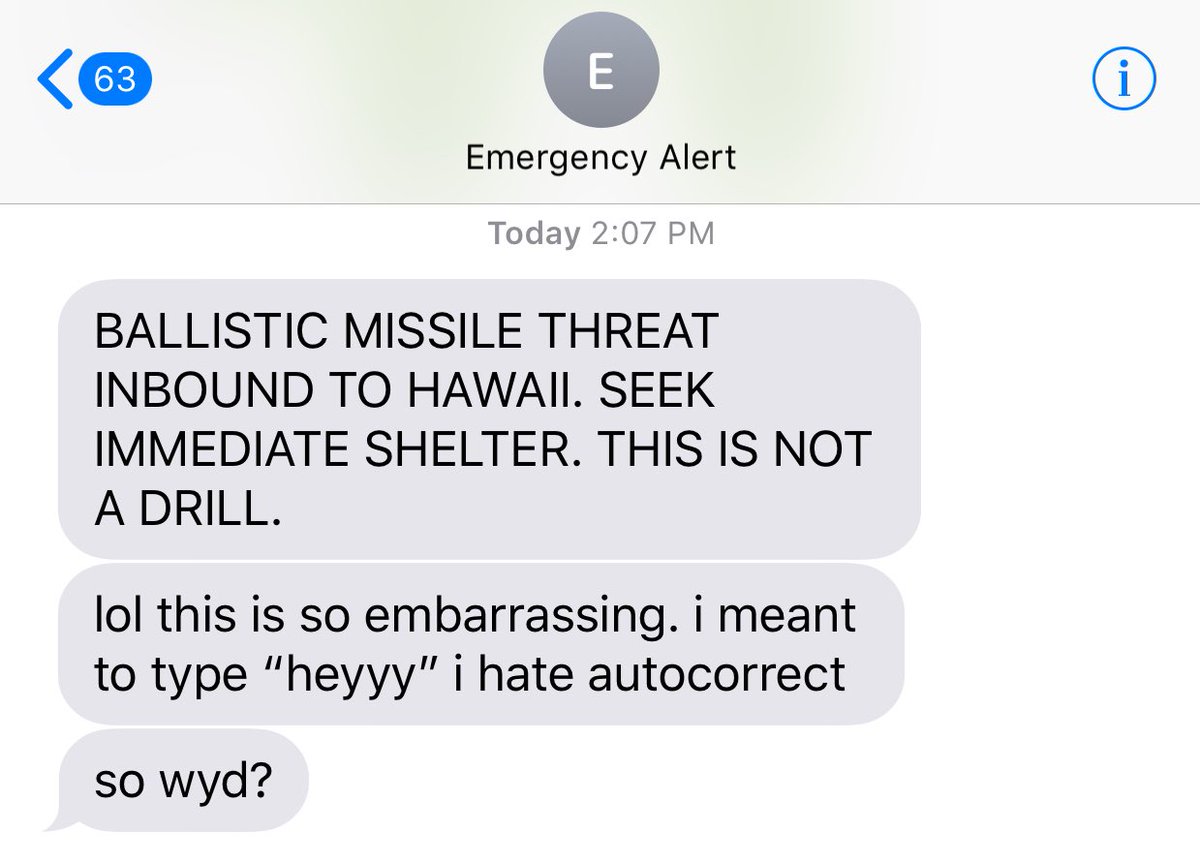 63
E
i
Emergency Alert
Today 2:07 PM
BALLISTIC MISSILE THREAT
INBOUND TO HAWAII. SEEK
IMMEDIATE SHELTER. THIS IS NOT
A DRILL.
lol this is so embarrassing. i meant
to type “heyyy” i hate autocorrect
so wyd?